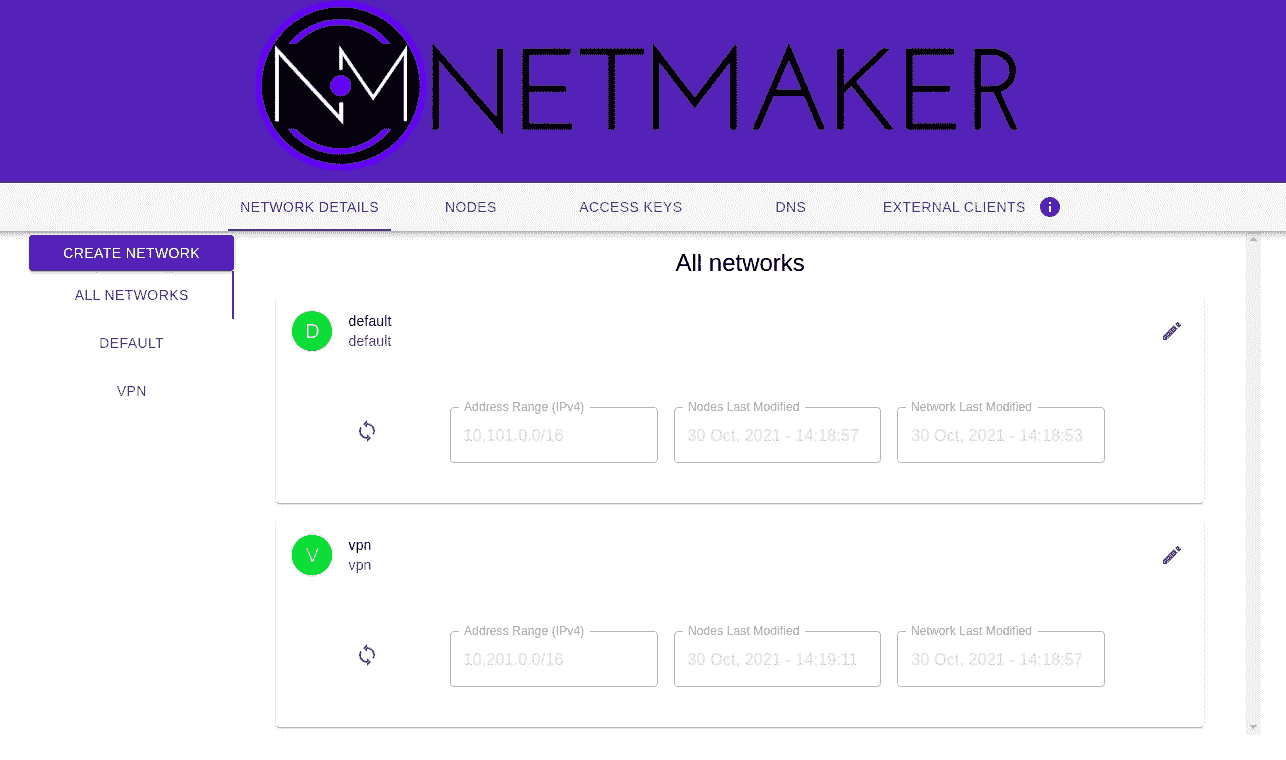 NM NETMAKER
NETWORK DETAILS NODES ACCESS KEYS DNS EXTERNAL CLIENTS i
CREATE NETWORK
ALL NETWORKS
DEFAULT
VPN
All networks
D
default
default
Address Range (IPv4) Nodes Last Modified Network Last Modified
10.101.0.0/16 30 Oct, 2021 - 14:18:57 30 Oct, 2021 - 14:18:53
V
vpn
vpn
Address Range (IPv4) Nodes Last Modified Network Last Modified
10.201.0.0/16 30 Oct, 2021 - 14:19:11 30 Oct, 2021 - 14:18:57